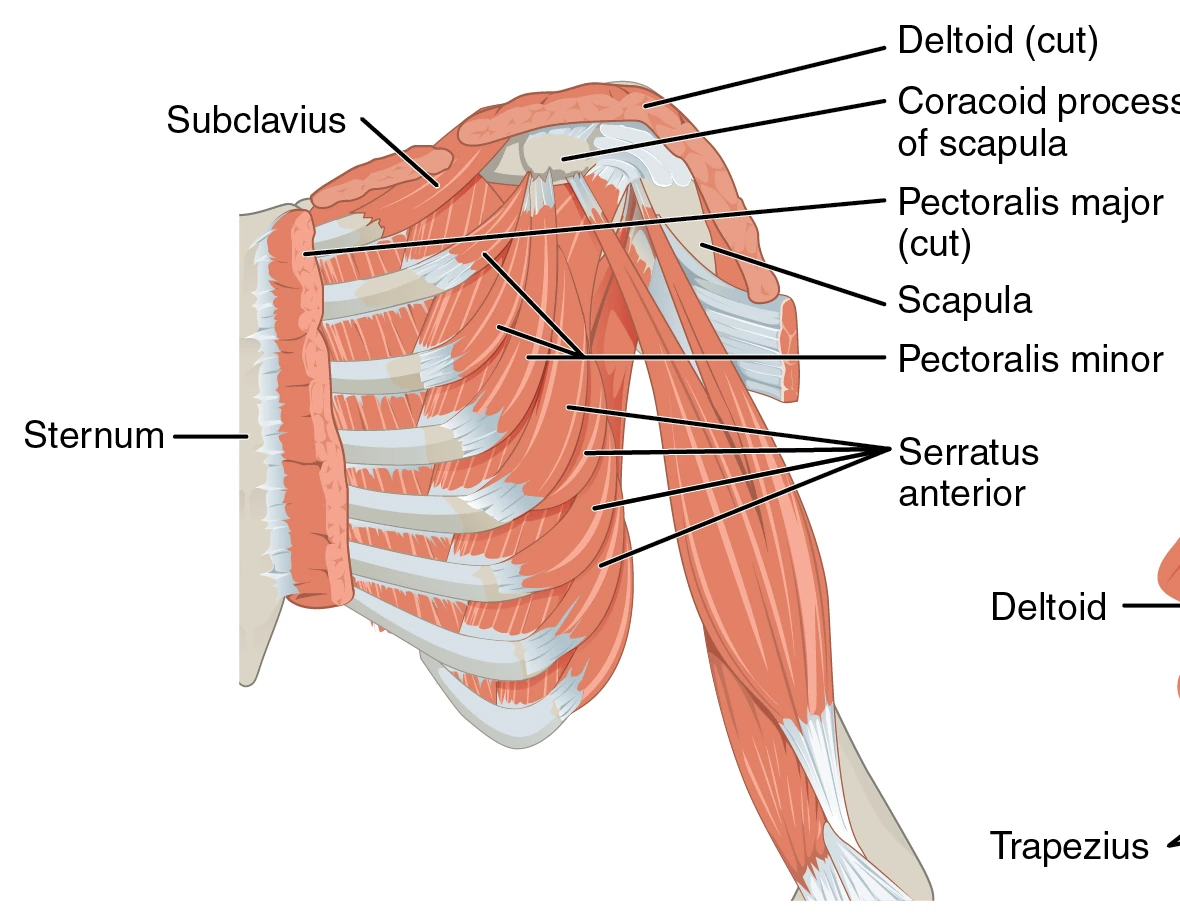 Deltoid (cut)
Coracoid process
of scapula
Subclavius
Pectoralis major
(cut)
Scapula
Pectoralis minor
Sternum
Serratus
anterior
Deltoid
Trapezius